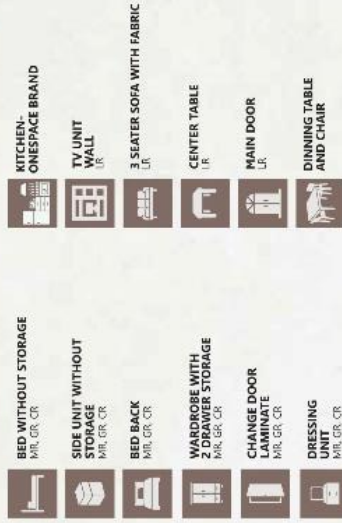 KITCHEN-
ONESPACE BRAND
TV UNIT
WALL
LR
3 SEATER SOFA WITH FABRIC
LR
CENTER TABLE
LR
MAIN DOOR
LR
DINNING TABLE
AND CHAIR
BED WITHOUT STORAGE
MR, GR, CR
SIDE UNIT WITHOUT
STORAGE
MR, GR, CR
BED BACK
MR, GR, CR
WARDROBE WITH
2 DRAWER STORAGE
MR, GR, CR
CHANGE DOOR
LAMINATE
MR, GR, CR
DRESSING
UNIT
MR, GR, CR